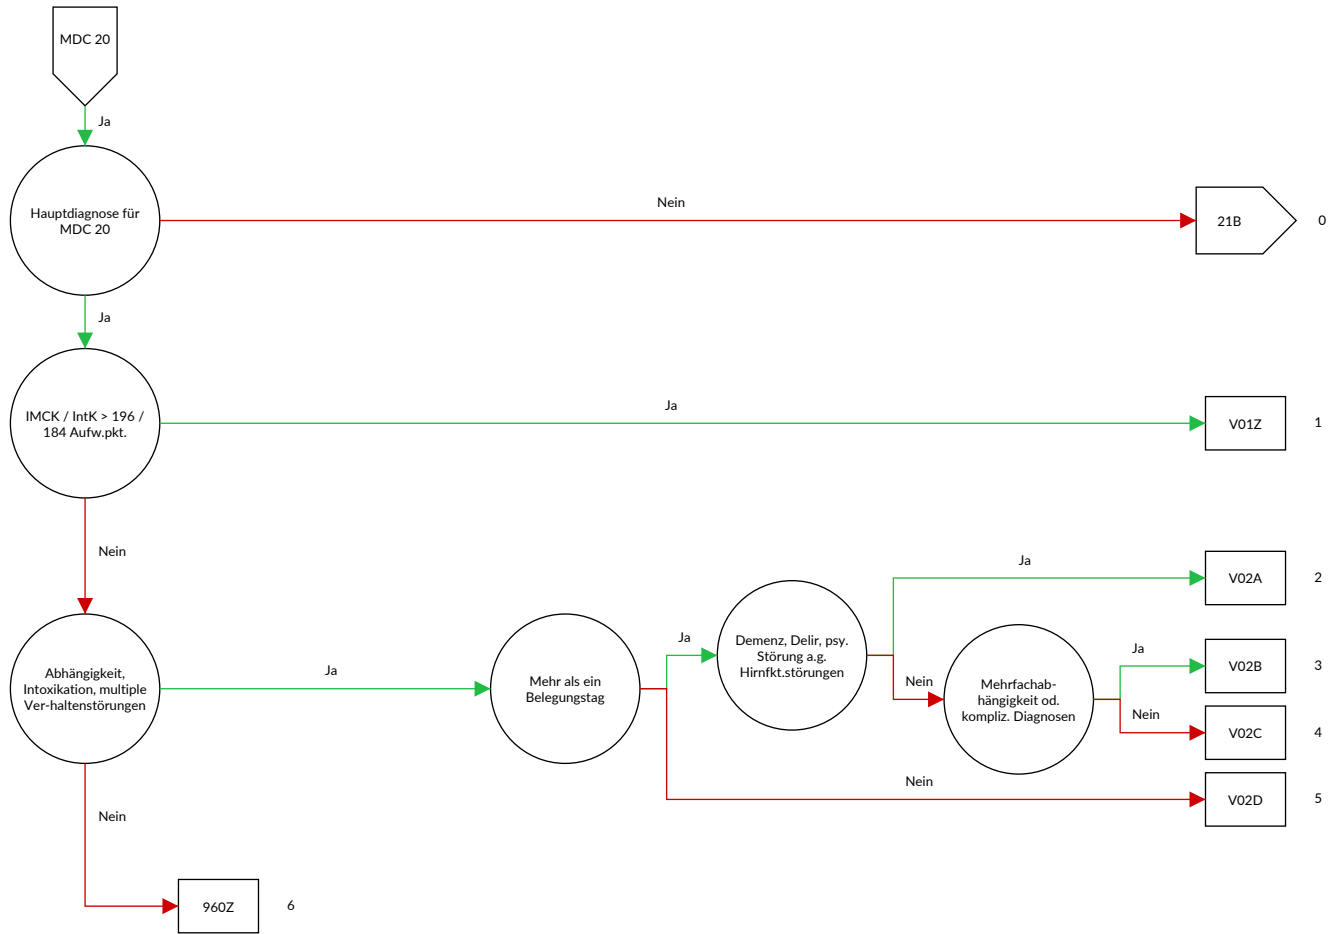 MDC 20
Ja
Hauptdiagnose für
MDC 20
Nein
21B
0
Ja
IMCK / IntK > 196 /
184 Aufw.pkt.
Ja
V01Z
1
Nein
Abhängigkeit,
Intoxikation, multiple
Ver-haltenstörungen
Ja
Mehr als ein
Belegungstag
Ja
Demenz, Delir, psy.
Störung a.g.
Hirnfkt.störungen
Ja
V02A
2
Nein
Mehrfachab-
hängigkeit od.
kompliz. Diagnosen
Ja
V02B
3
Nein
V02C
4
Nein
V02D
5
Nein
960Z
6